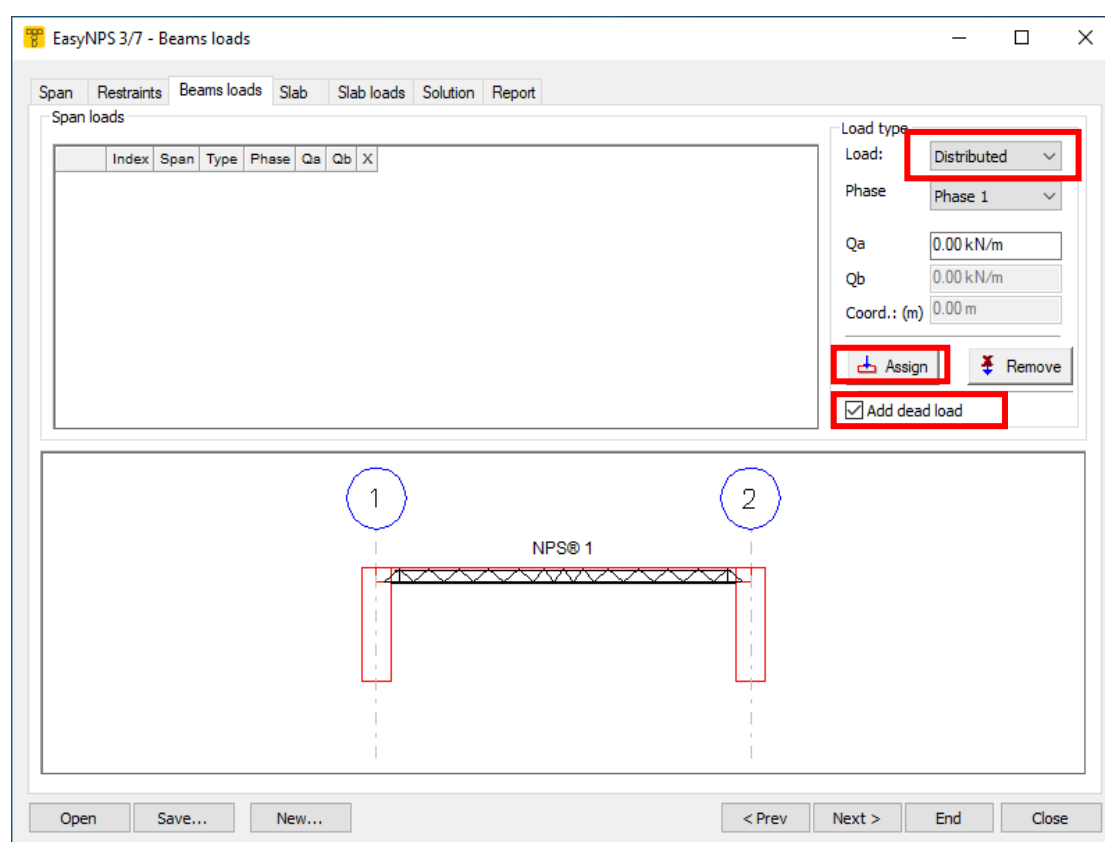 EasyNPS 3/7 - Beams loads
Span Restraints Beams loads Slab Slab loads Solution Report
Span loads
Index Span Type Phase Qa Qb X
Load type
Load: Distributed
Phase Phase 1
Qa 0.00 kN/m
Qb 0.00 kN/m
Coord.: (m) 0.00 m
Assign Remove
Add dead load
1 2
NPS® 1
Open Save... New... < Prev Next > End Close